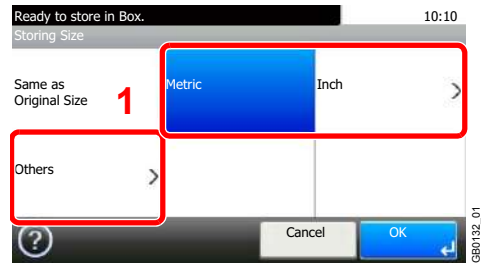 Ready to store in Box.
10:10
Storing Size
Same as
Original Size
1
Metric
Inch
Others
?
Cancel
OK
GB0132_01